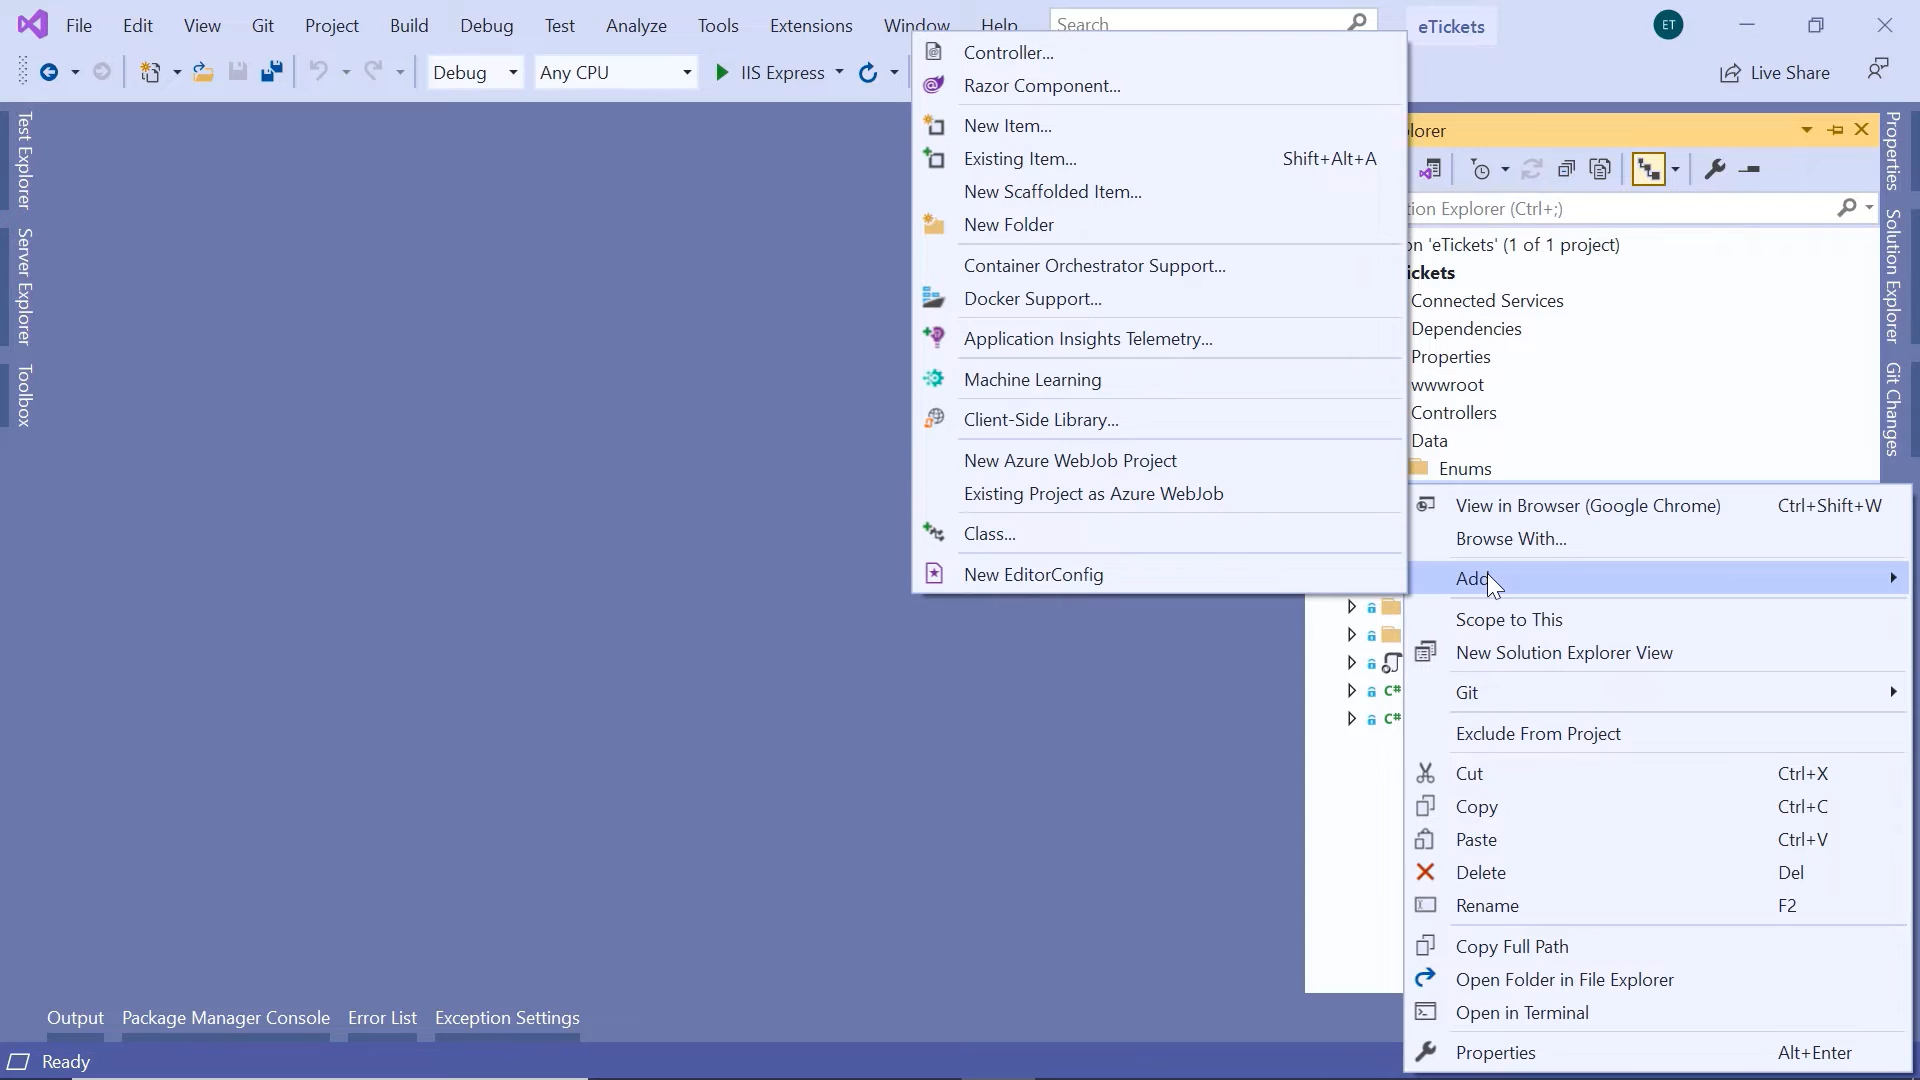 File Edit View Git Project Build Debug Test Analyze Tools Extensions Window Help Search eTickets ET
Debug Any CPU IIS Express Live Share
Test Explorer
Server Explorer
Toolbox
Controller...
Razor Component...
New Item...
Existing Item... Shift+Alt+A
New Scaffolded Item...
New Folder
Container Orchestrator Support...
Docker Support...
Application Insights Telemetry...
Machine Learning
Client-Side Library...
New Azure WebJob Project
Existing Project as Azure WebJob
Class...
New EditorConfig
lorer
tion Explorer (Ctrl+;)
on 'eTickets' (1 of 1 project)
ickets
Connected Services
Dependencies
Properties
wwwroot
Controllers
Data
Enums
C#
C#
View in Browser (Google Chrome) Ctrl+Shift+W
Browse With...
Add
Scope to This
New Solution Explorer View
Git
Exclude From Project
Cut Ctrl+X
Copy Ctrl+C
Paste Ctrl+V
Delete Del
Rename F2
Copy Full Path
Open Folder in File Explorer
Open in Terminal
Properties Alt+Enter
Properties
Solution Explorer
Git Changes
Output Package Manager Console Error List Exception Settings
Ready